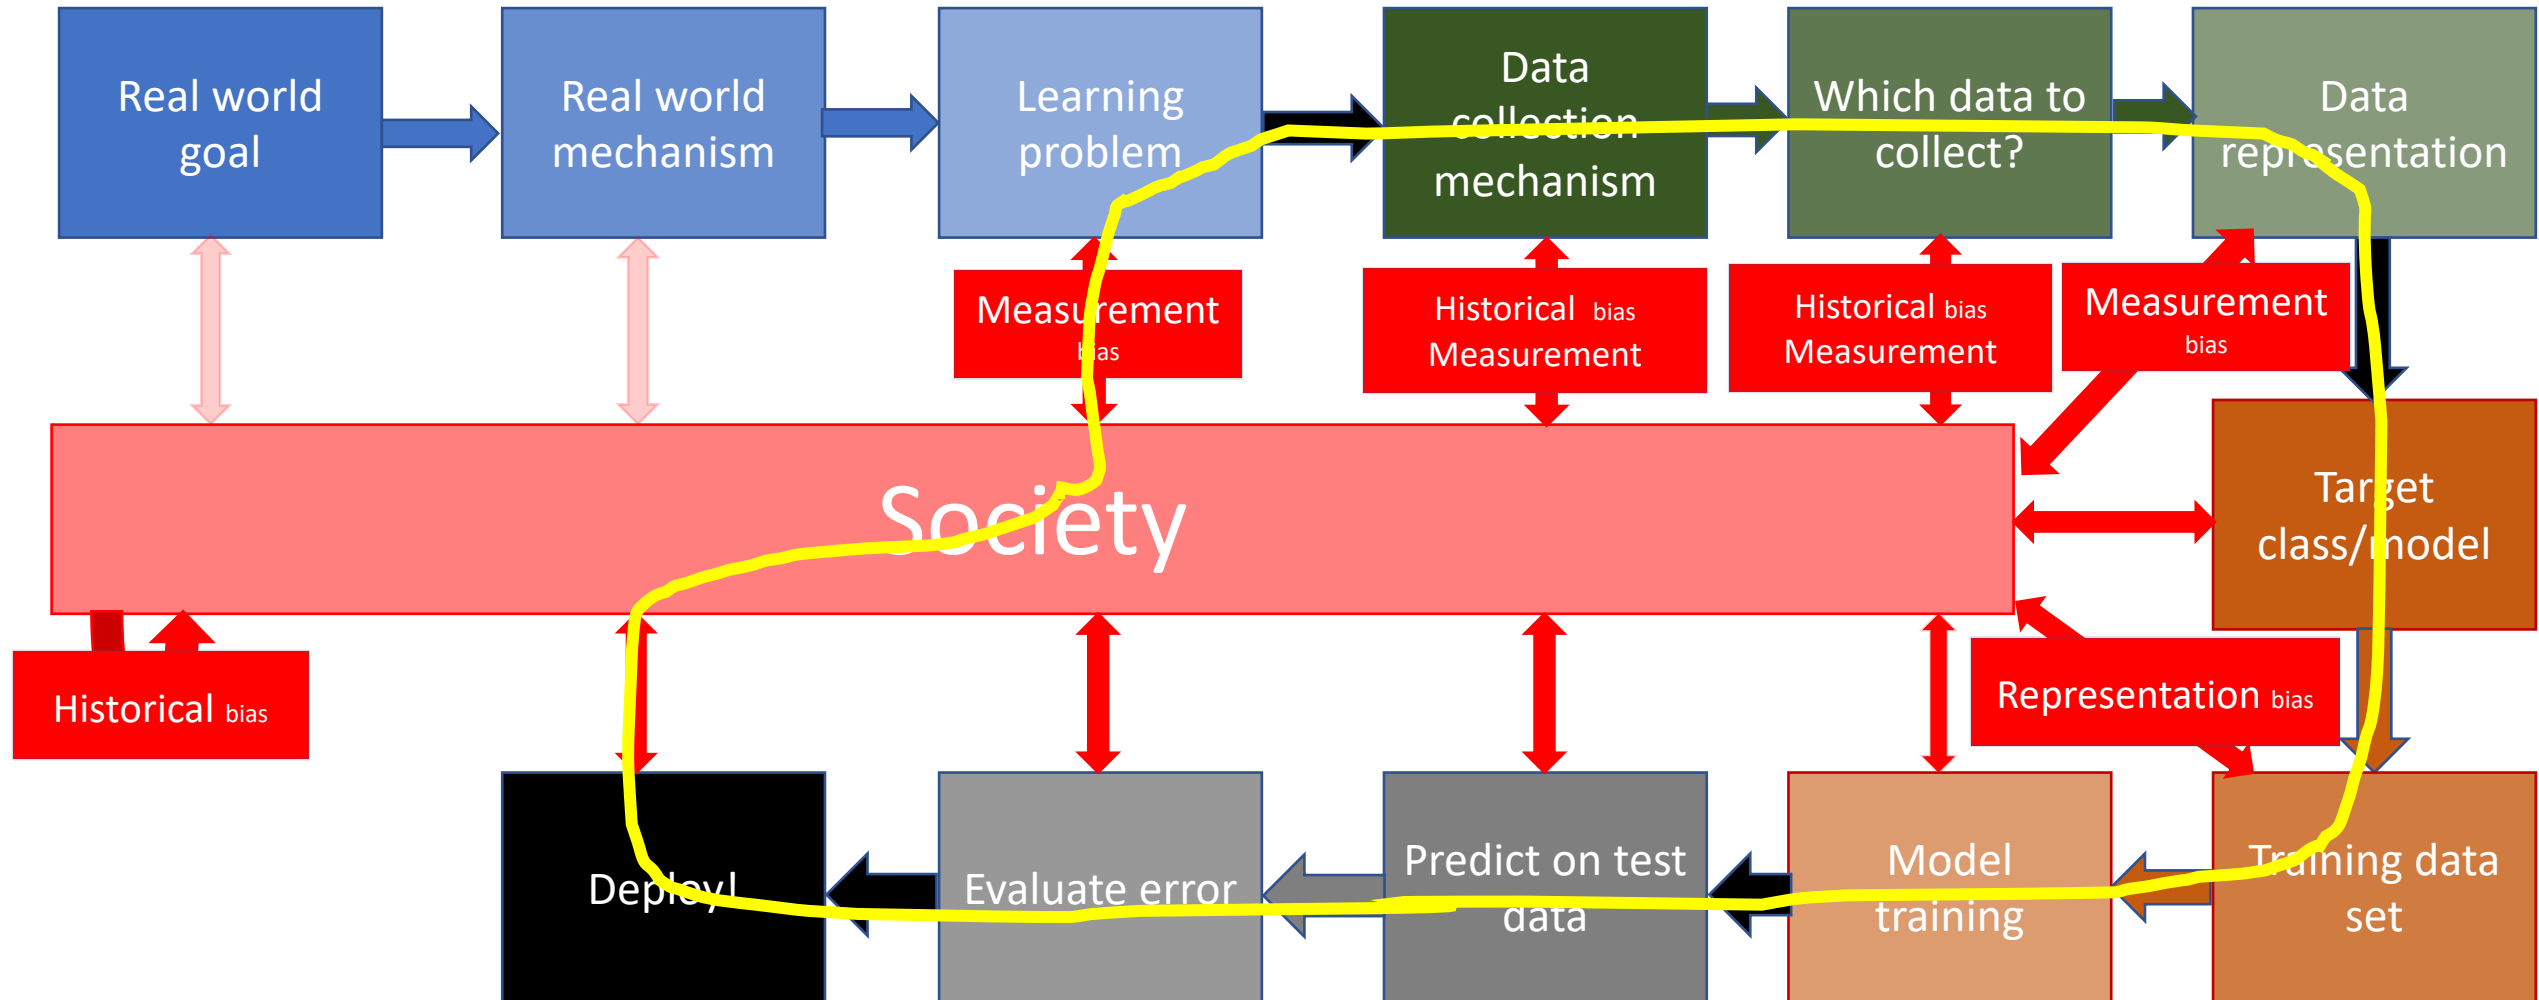 Real world
goal
Real world
mechanism
Learning
problem
Data
collection
mechanism
Which data to
collect?
Data
representation
Measurement
bias
Historical bias
Measurement
Historical bias
Measurement
Measurement
bias
Society
Target
class/model
Historical bias
Representation bias
Deploy!
Evaluate error
Predict on test
data
Model
training
Training data
set